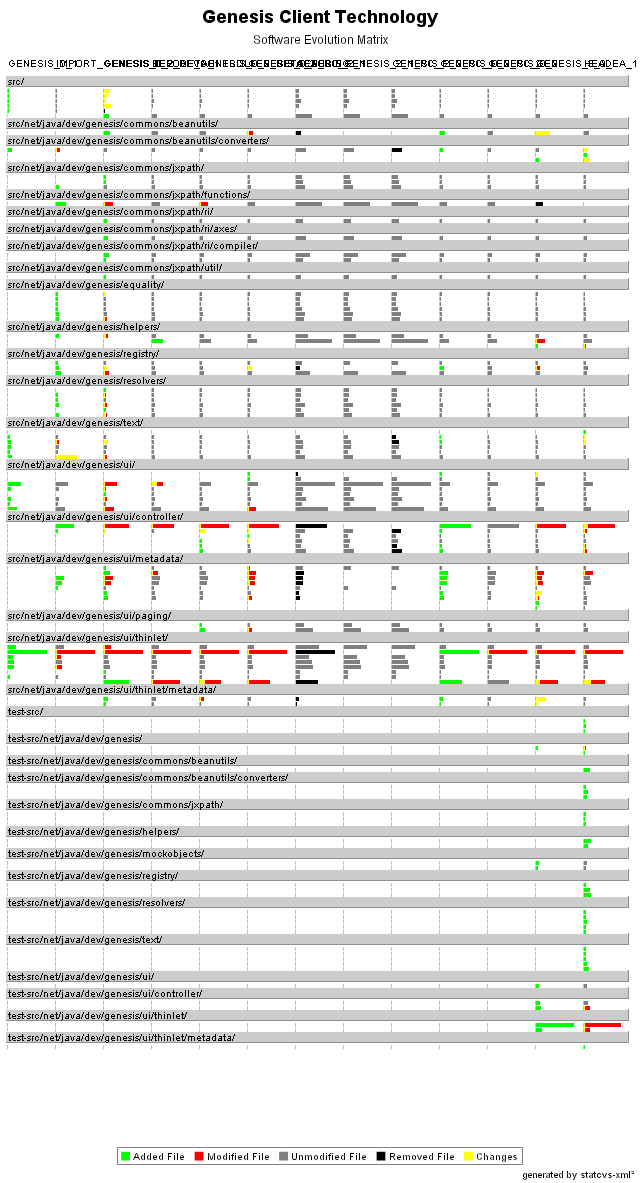 Genesis Client Technology
Software Evolution Matrix
src/
src/net/java/dev/genesis/commons/beanutils/
src/net/java/dev/genesis/commons/beanutils/converters/
src/net/java/dev/genesis/commons/jxpath/
src/net/java/dev/genesis/commons/jxpath/functions/
src/net/java/dev/genesis/commons/jxpath/ri/
src/net/java/dev/genesis/commons/jxpath/ri/axes/
src/net/java/dev/genesis/commons/jxpath/ri/compiler/
src/net/java/dev/genesis/commons/jxpath/util/
src/net/java/dev/genesis/equality/
src/net/java/dev/genesis/helpers/
src/net/java/dev/genesis/registry/
src/net/java/dev/genesis/resolvers/
src/net/java/dev/genesis/text/
src/net/java/dev/genesis/ui/
src/net/java/dev/genesis/ui/controller/
src/net/java/dev/genesis/ui/metadata/
src/net/java/dev/genesis/ui/paging/
src/net/java/dev/genesis/ui/thinlet/
src/net/java/dev/genesis/ui/thinlet/metadata/
test-src/
test-src/net/java/dev/genesis/
test-src/net/java/dev/genesis/commons/beanutils/
test-src/net/java/dev/genesis/commons/beanutils/converters/
test-src/net/java/dev/genesis/commons/jxpath/
test-src/net/java/dev/genesis/helpers/
test-src/net/java/dev/genesis/mockobjects/
test-src/net/java/dev/genesis/registry/
test-src/net/java/dev/genesis/resolvers/
test-src/net/java/dev/genesis/text/
test-src/net/java/dev/genesis/ui/
test-src/net/java/dev/genesis/ui/controller/
test-src/net/java/dev/genesis/ui/thinlet/
test-src/net/java/dev/genesis/ui/thinlet/metadata/
Added File Modified File Unmodified File Removed File Changes
generated by statcvs-xml²